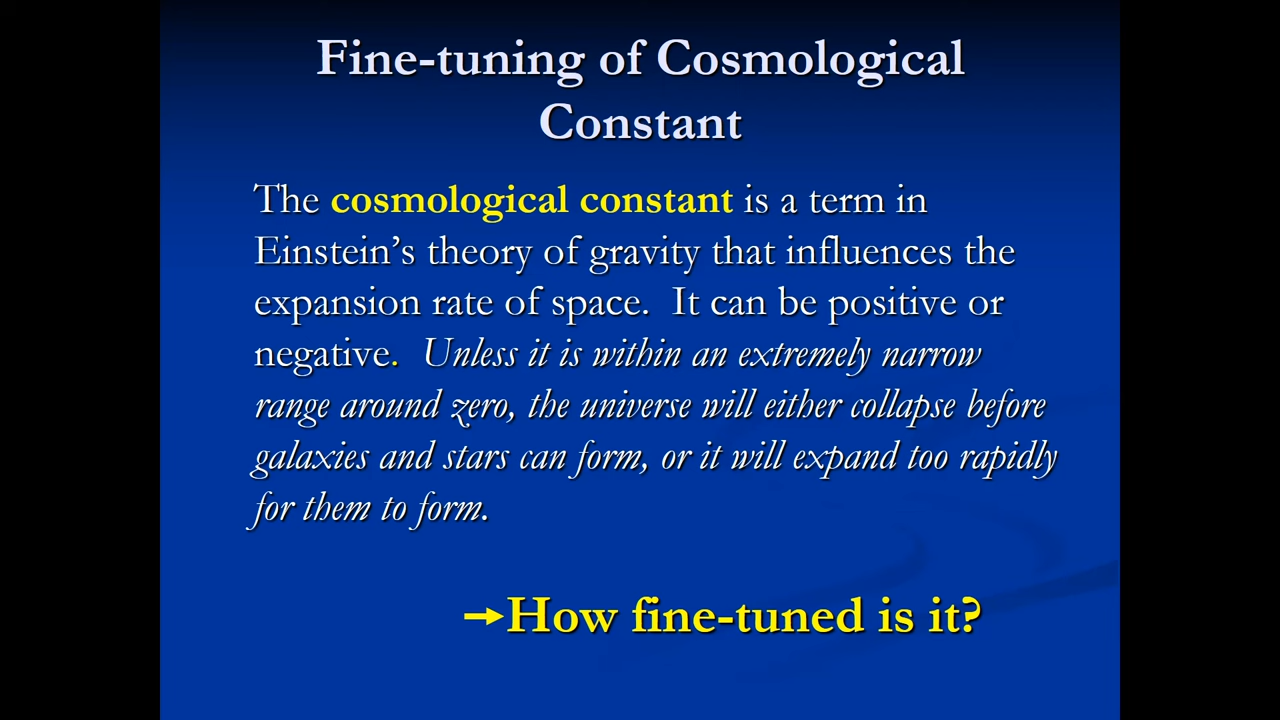 Fine-tuning of Cosmological
Constant
The cosmological constant is a term in
Einstein’s theory of gravity that influences the
expansion rate of space.  It can be positive or
negative.  Unless it is within an extremely narrow
range around zero, the universe will either collapse before
galaxies and stars can form, or it will expand too rapidly
for them to form.
→How fine-tuned is it?